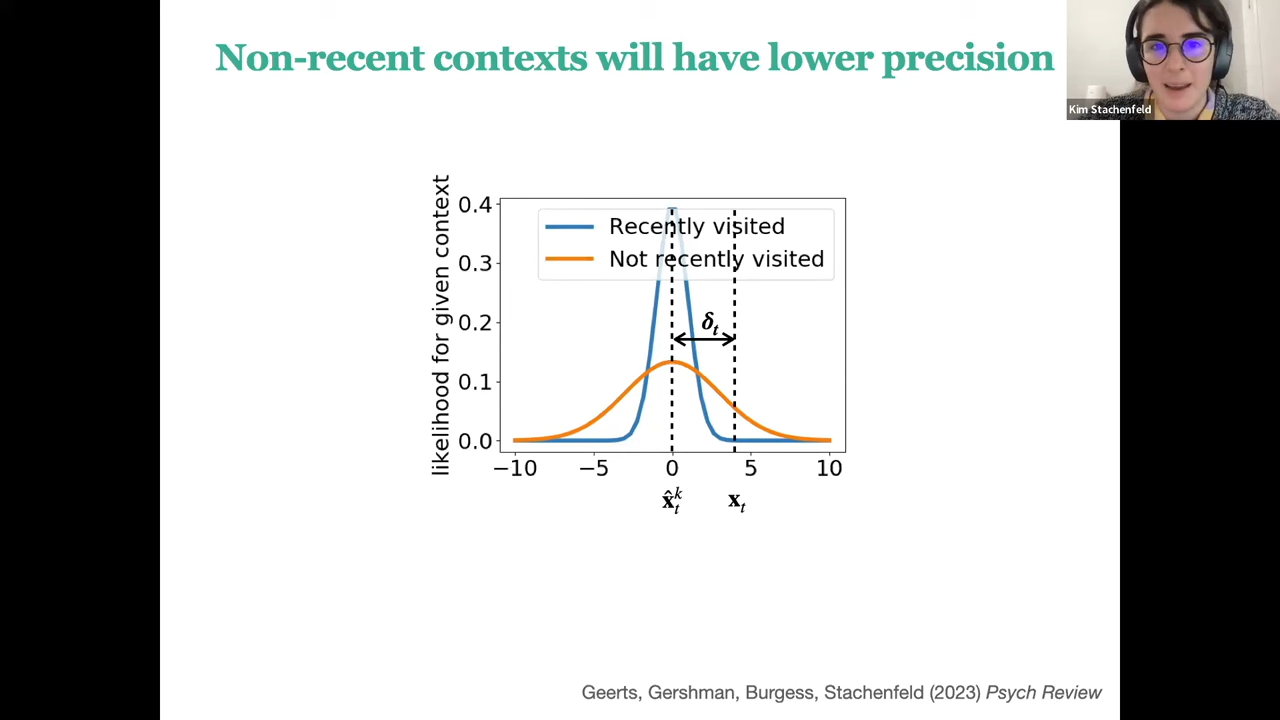 Non-recent contexts will have lower precision
Kim Stachenfeld
likelihood for given context
0.4
0.3
0.2
0.1
0.0
Recently visited
Not recently visited
δₜ
−10
−5
0
5
10
x̂ₜᵏ
xₜ
Geerts, Gershman, Burgess, Stachenfeld (2023) Psych Review